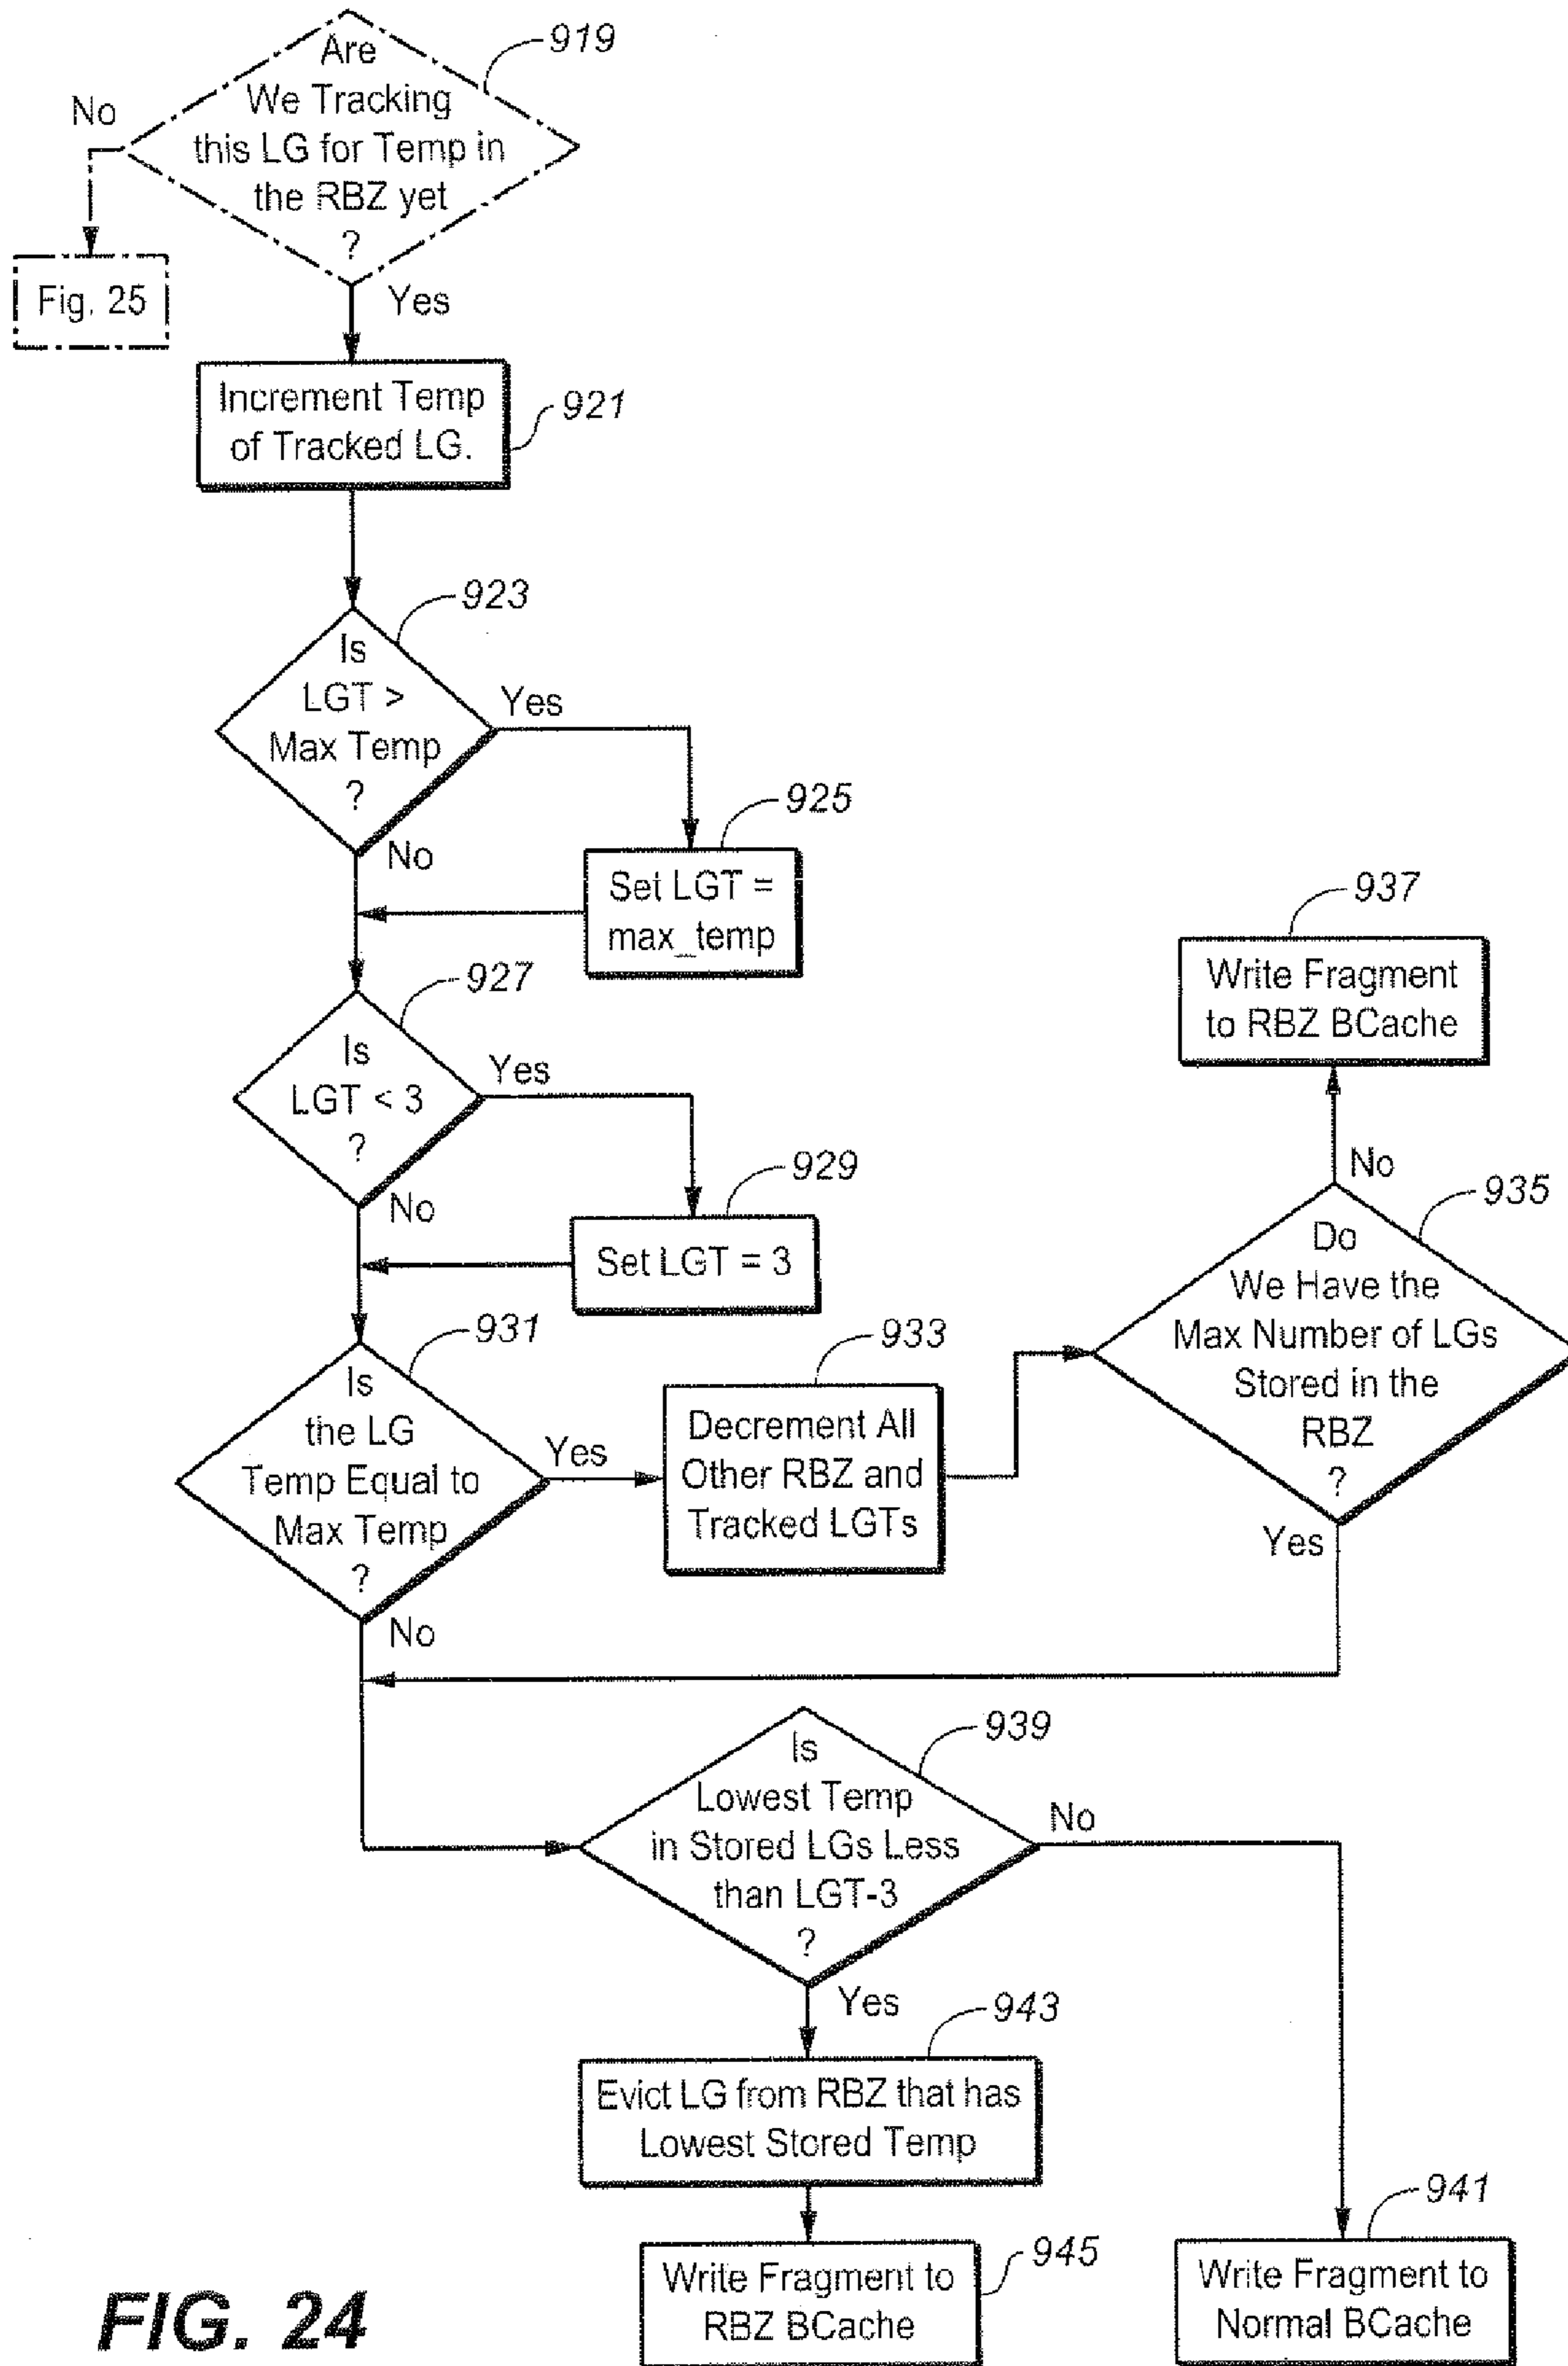 Are
We Tracking
this LG for Temp in
the RBZ yet
?
919
No
Fig. 25
Yes
Increment Temp
of Tracked LG.
921
Is
LGT >
Max Temp
?
923
Yes
No
Set LGT =
max_temp
925
Is
LGT < 3
?
927
Yes
No
Set LGT = 3
929
Is
the LG
Temp Equal to
Max Temp
?
931
Yes
No
Decrement All
Other RBZ and
Tracked LGTs
933
Do
We Have the
Max Number of LGs
Stored in the
RBZ
?
935
No
Yes
Write Fragment
to RBZ BCache
937
Is
Lowest Temp
in Stored LGs Less
than LGT-3
?
939
No
Yes
Evict LG from RBZ that has
Lowest Stored Temp
943
Write Fragment to
RBZ BCache
945
Write Fragment to
Normal BCache
941
FIG. 24